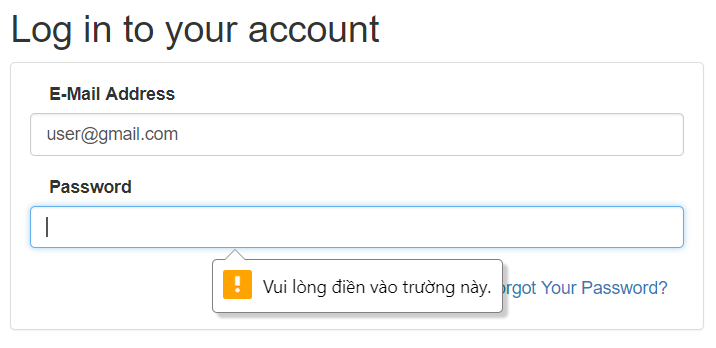 Log in to your account
E-Mail Address
user@gmail.com
Password
Vui lòng điền vào trường này.
Your Password?